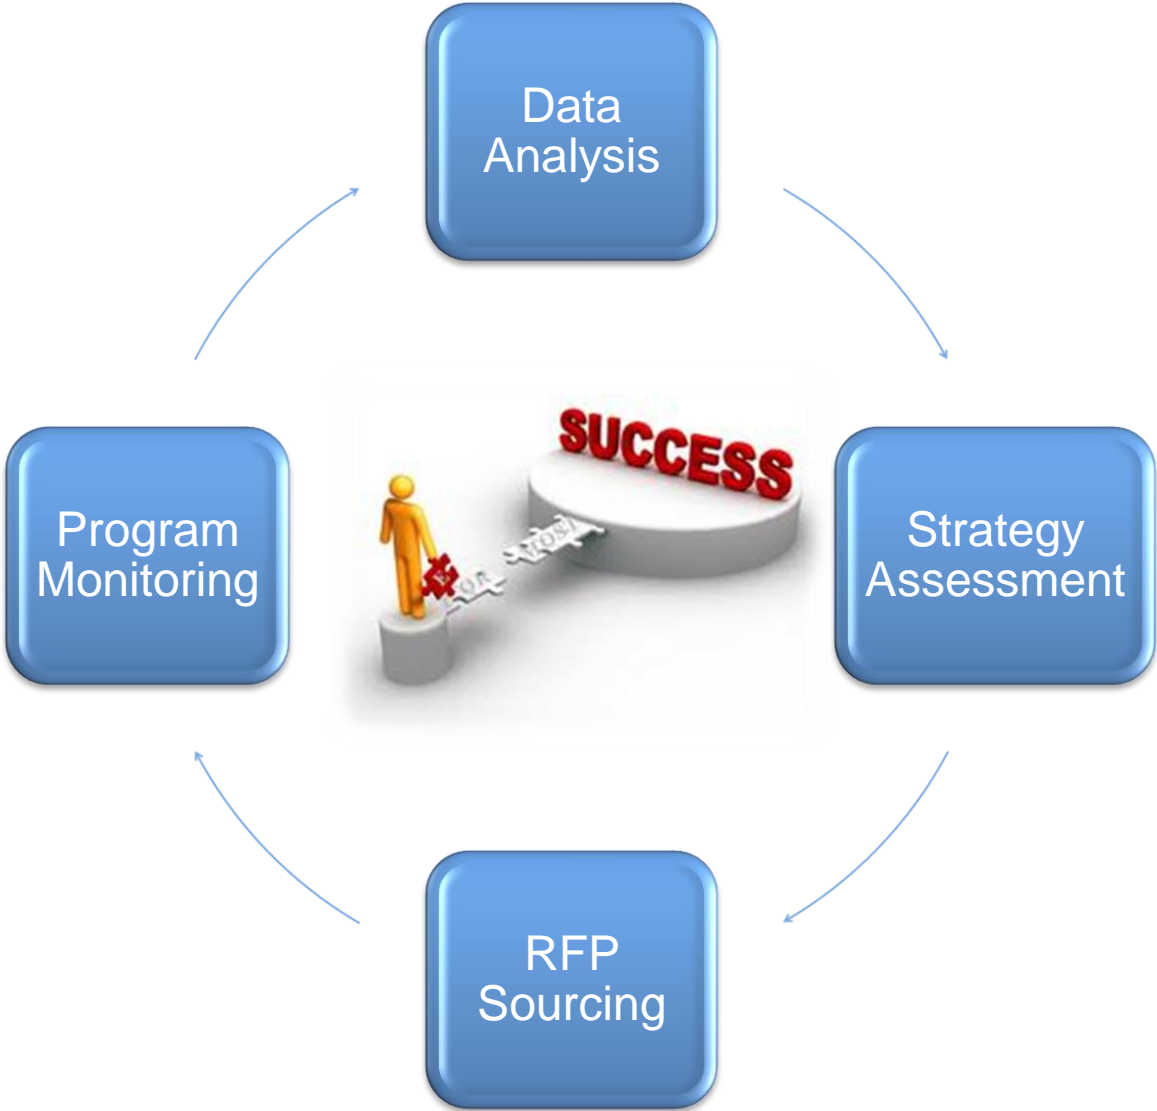 Data
Analysis
Strategy
Assessment
RFP
Sourcing
Program
Monitoring
SUCCESS